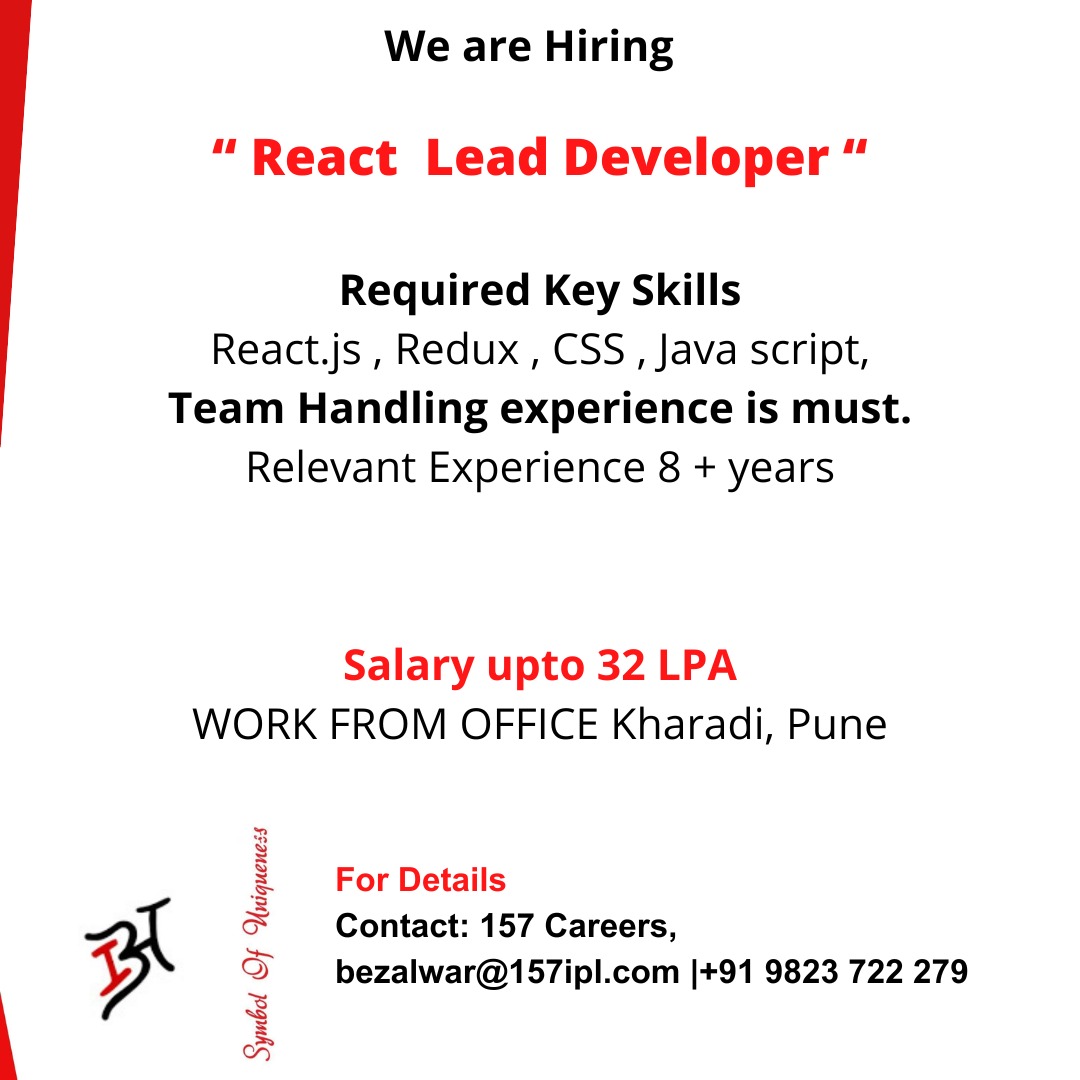 We are Hiring
“ React Lead Developer “
Required Key Skills
React.js , Redux , CSS , Java script,
Team Handling experience is must.
Relevant Experience 8 + years
Salary upto 32 LPA
WORK FROM OFFICE Kharadi, Pune
Symbol Of Uniqueness
For Details
Contact: 157 Careers,
bezalwar@157ipl.com |+91 9823 722 279